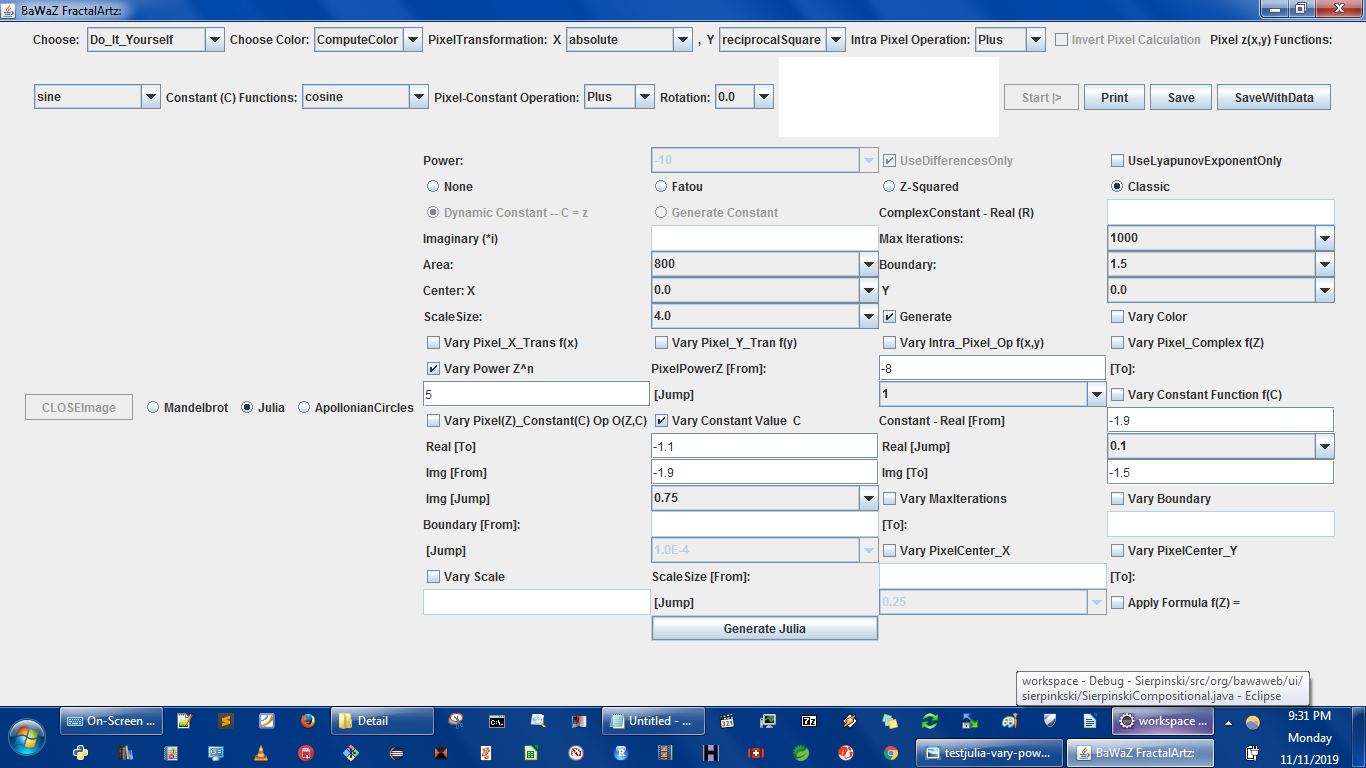 BaWaZ FractalArtz:
Choose: Do_It_Yourself Choose Color: ComputeColor PixelTransformation: X absolute , Y reciprocalSquare Intra Pixel Operation: Plus Invert Pixel Calculation Pixel z(x,y) Functions:
sine Constant (C) Functions: cosine Pixel-Constant Operation: Plus Rotation: 0.0 Start |> Print Save SaveWithData
Power: -10 UseDifferencesOnly UseLyapunovExponentOnly
None Fatou Z-Squared Classic
Dynamic Constant -- C = z Generate Constant ComplexConstant - Real (R)
Imaginary (*i) Max Iterations: 1000
Area: 800 Boundary: 1.5
Center: X 0.0 Y 0.0
ScaleSize: 4.0 Generate Vary Color
Vary Pixel_X_Trans f(x) Vary Pixel_Y_Tran f(y) Vary Intra_Pixel_Op f(x,y) Vary Pixel_Complex f(Z)
Vary Power Z^n PixelPowerZ [From]: -8 [To]:
5 [Jump] 1 Vary Constant Function f(C)
CLOSEImage Mandelbrot Julia ApollonianCircles
Vary Pixel(Z)_Constant(C) Op O(Z,C) Vary Constant Value C Constant - Real [From] -1.9
Real [To] -1.1 Real [Jump] 0.1
Img [From] -1.9 Img [To] -1.5
Img [Jump] 0.75 Vary MaxIterations Vary Boundary
Boundary [From]: [To]:
[Jump] 1.0E-4 Vary PixelCenter_X Vary PixelCenter_Y
Vary Scale ScaleSize [From]: [To]:
[Jump] 0.25 Apply Formula f(Z) =
Generate Julia
workspace - Debug - Sierpinski/src/org/bawaweb/ui/
sierpinkski/SierpinskiCompositional.java - Eclipse
On-Screen ... Detail Untitled - ... workspace ... 9:31 PM
Monday
testjulia-vary-pow... BaWaZ FractalArtz: 11/11/2019